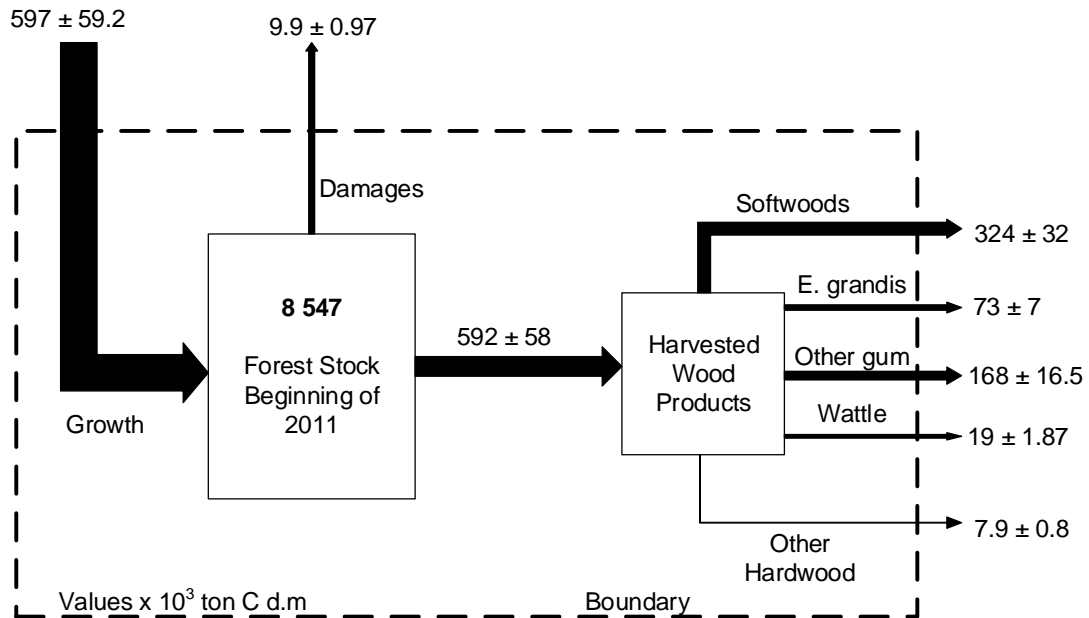 597 ± 59.2
9.9 ± 0.97
Damages
Softwoods
324 ± 32
E. grandis
73 ± 7
8 547
Forest Stock
Beginning of
2011
592 ± 58
Harvested
Wood
Products
Other gum
168 ± 16.5
Growth
Wattle
19 ± 1.87
7.9 ± 0.8
Other
Hardwood
Values x 10³ ton C d.m
Boundary